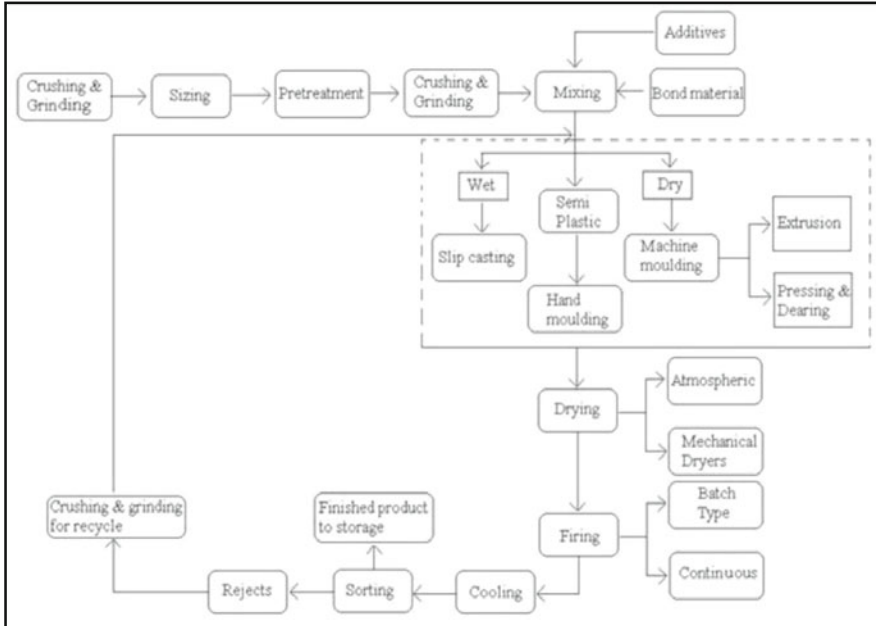 Additives
Crushing &
Grinding
Sizing
Pretreatment
Crushing &
Grinding
Mixing
Bond material
Wet
Semi
Plastic
Dry
Slip casting
Machine
moulding
Extrusion
Hand
moulding
Pressing &
Dearing
Drying
Atmospheric
Mechanical
Dryers
Crushing & grinding
for recycle
Finished product
to storage
Firing
Batch
Type
Continuous
Rejects
Sorting
Cooling